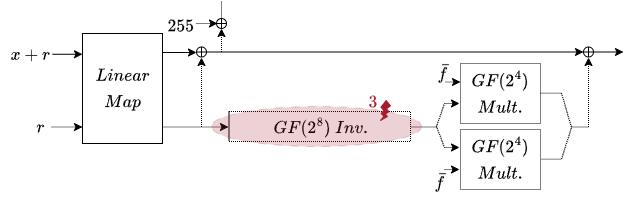 255
x + r
Linear
Map
r
3
GF(2⁸) Inv.
f̄
GF(2⁴)
Mult.
GF(2⁴)
Mult.
f̄